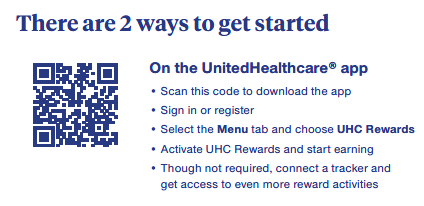 There are 2 ways to get started
On the UnitedHealthcare® app
• Scan this code to download the app
• Sign in or register
• Select the Menu tab and choose UHC Rewards
• Activate UHC Rewards and start earning
• Though not required, connect a tracker and
get access to even more reward activities